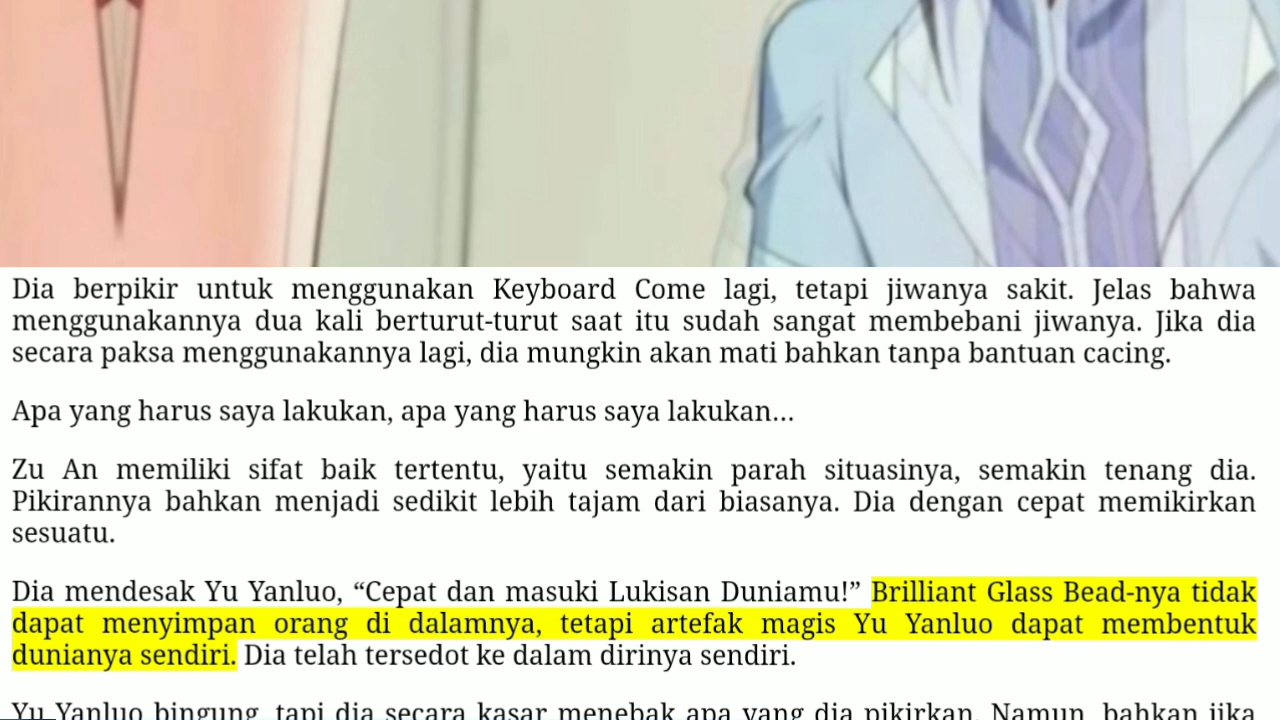 Dia berpikir untuk menggunakan Keyboard Come lagi, tetapi jiwanya sakit. Jelas bahwa
menggunakannya dua kali berturut-turut saat itu sudah sangat membebani jiwanya. Jika dia
secara paksa menggunakannya lagi, dia mungkin akan mati bahkan tanpa bantuan cacing.
Apa yang harus saya lakukan, apa yang harus saya lakukan...
Zu An memiliki sifat baik tertentu, yaitu semakin parah situasinya, semakin tenang dia.
Pikirannya bahkan menjadi sedikit lebih tajam dari biasanya. Dia dengan cepat memikirkan
sesuatu.
Dia mendesak Yu Yanluo, “Cepat dan masuki Lukisan Duniamu!” Brilliant Glass Bead-nya tidak
dapat menyimpan orang di dalamnya, tetapi artefak magis Yu Yanluo dapat membentuk
dunianya sendiri. Dia telah tersedot ke dalam dirinya sendiri.
Yu Yanluo bingung, tapi dia secara kasar menebak apa yang dia pikirkan. Namun, bahkan jika